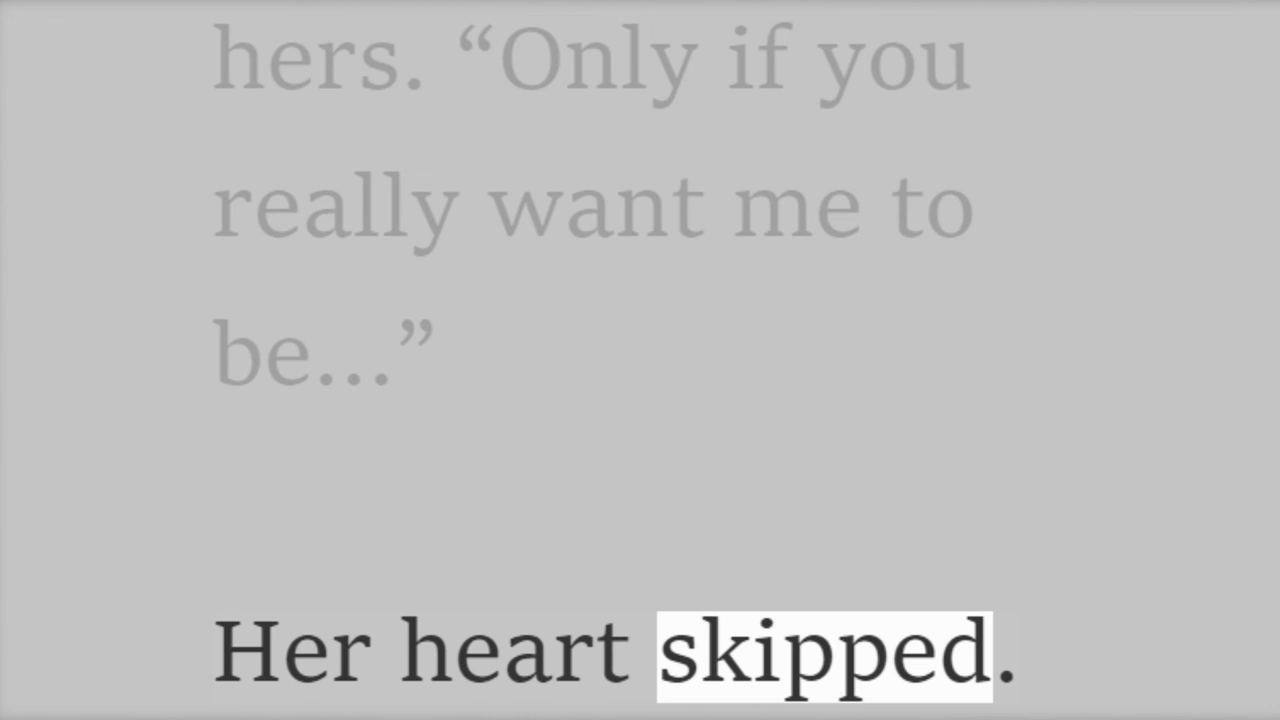 hers. “Only if you
really want me to
be...”
Her heart skipped.